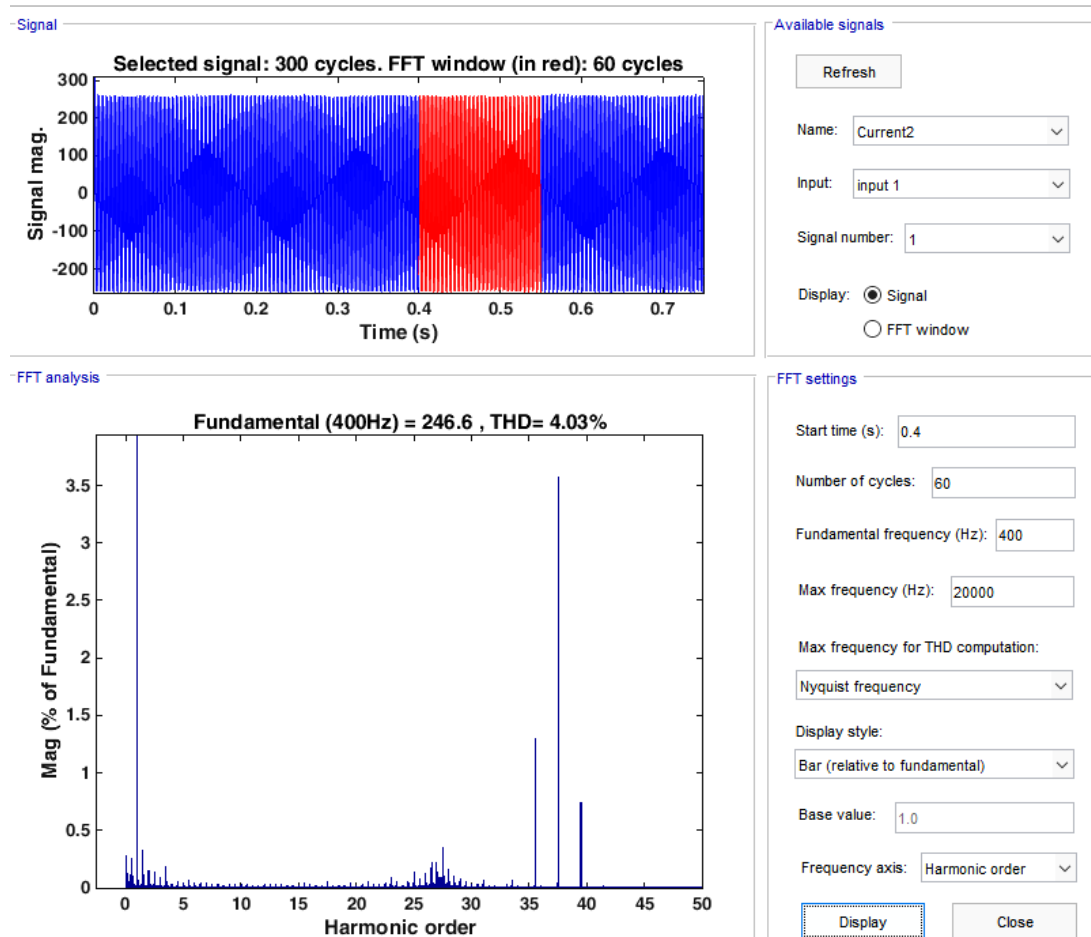 Signal
Selected signal: 300 cycles. FFT window (in red): 60 cycles
300
200
100
0
-100
-200
Signal mag.
0 0.1 0.2 0.3 0.4 0.5 0.6 0.7
Time (s)
Available signals
Refresh
Name: Current2
Input: input 1
Signal number: 1
Display: Signal
FFT window
FFT analysis
Fundamental (400Hz) = 246.6 , THD= 4.03%
3.5
3
2.5
2
1.5
1
0.5
0
Mag (% of Fundamental)
0 5 10 15 20 25 30 35 40 45 50
Harmonic order
FFT settings
Start time (s): 0.4
Number of cycles: 60
Fundamental frequency (Hz): 400
Max frequency (Hz): 20000
Max frequency for THD computation:
Nyquist frequency
Display style:
Bar (relative to fundamental)
Base value: 1.0
Frequency axis: Harmonic order
Display Close